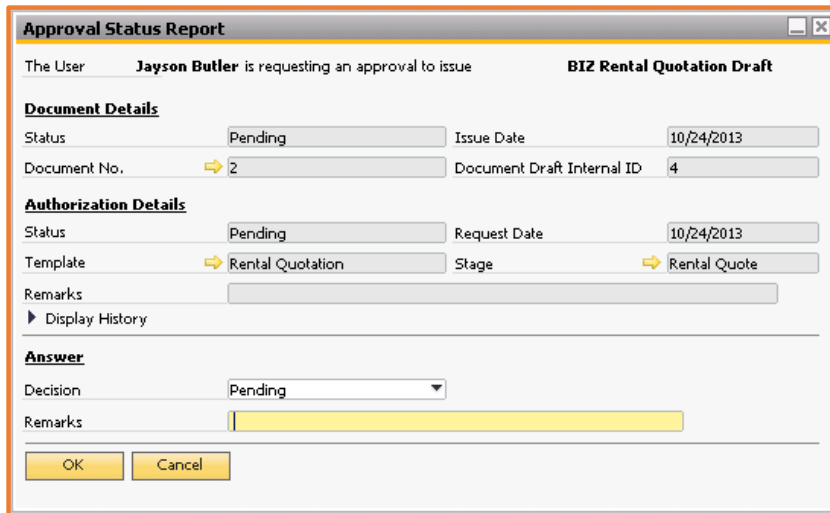 Approval Status Report
The User Jayson Butler is requesting an approval to issue BIZ Rental Quotation Draft
Document Details
Status Pending Issue Date 10/24/2013
Document No. 2 Document Draft Internal ID 4
Authorization Details
Status Pending Request Date 10/24/2013
Template Rental Quotation Stage Rental Quote
Remarks
Display History
Answer
Decision Pending
Remarks
OK Cancel